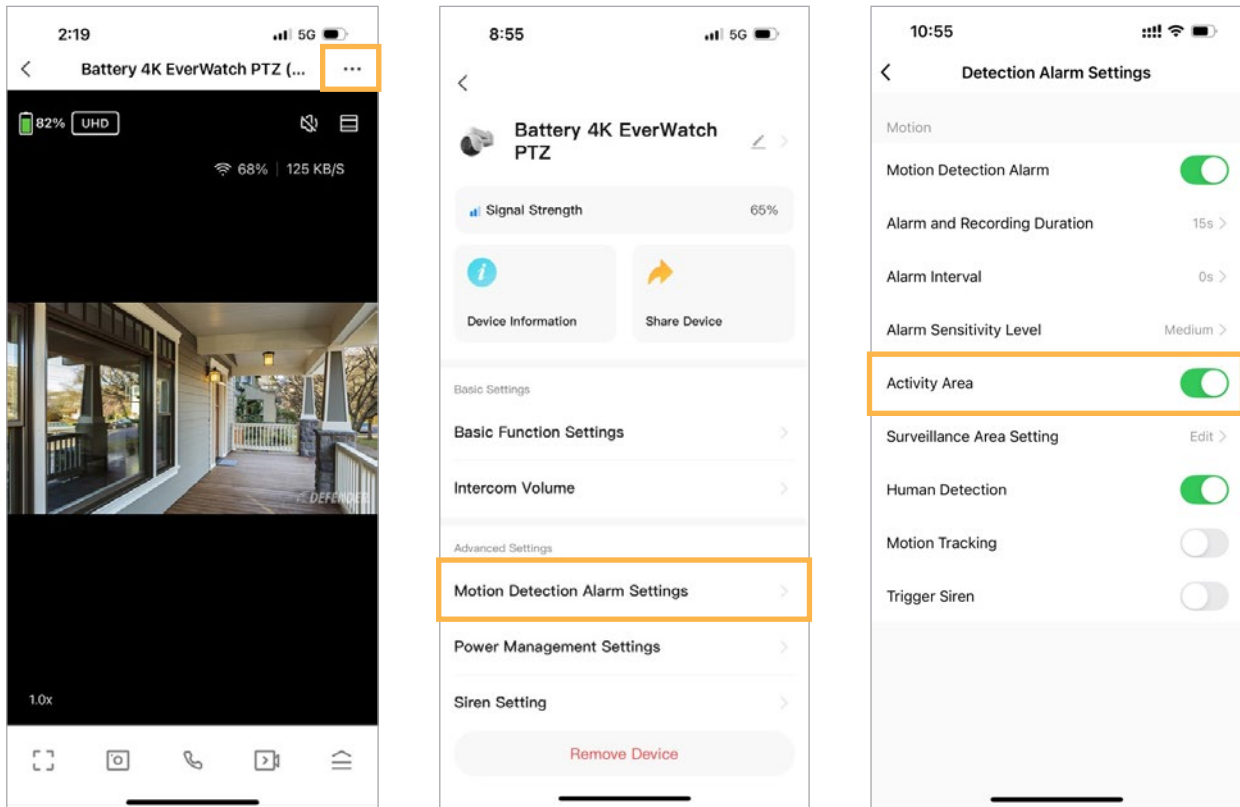 2:19
5G
Battery 4K EverWatch PTZ (...
82% UHD
68% | 125 KB/S
DEFENDER
1.0x
8:55
5G
Battery 4K EverWatch
PTZ
Signal Strength 65%
Device Information
Share Device
Basic Settings
Basic Function Settings
Intercom Volume
Advanced Settings
Motion Detection Alarm Settings
Power Management Settings
Siren Setting
Remove Device
10:55
Detection Alarm Settings
Motion
Motion Detection Alarm
Alarm and Recording Duration 15s
Alarm Interval 0s
Alarm Sensitivity Level Medium
Activity Area
Surveillance Area Setting Edit
Human Detection
Motion Tracking
Trigger Siren